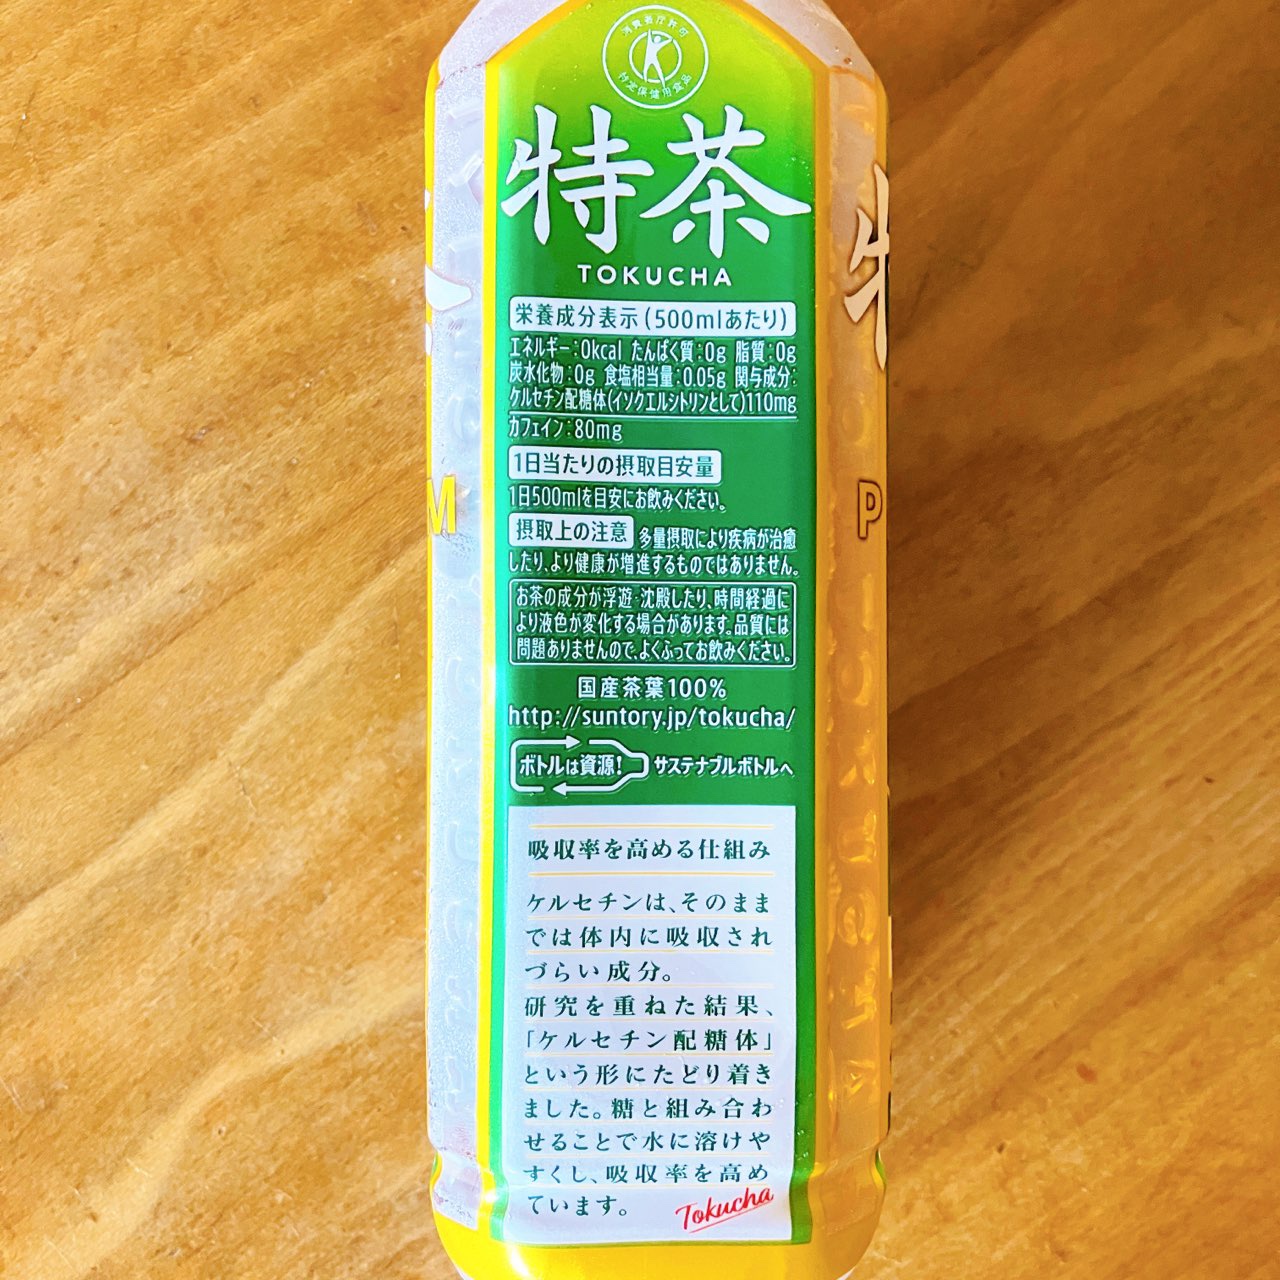 消費者庁許可
特定保健用食品
特茶
TOKUCHA
栄養成分表示(500mlあたり)
エネルギー:0kcal たんぱく質:0g 脂質:0g
炭水化物:0g 食塩相当量:0.05g 関与成分:
ケルセチン配糖体(イソクエルシトリンとして)110mg
カフェイン:80mg
1日当たりの摂取目安量
1日500mlを目安にお飲みください。
摂取上の注意 多量摂取により疾病が治癒
したり、より健康が増進するものではありません。
お茶の成分が浮遊・沈殿したり、時間経過に
より液色が変化する場合があります。品質には
問題ありませんので、よくふってお飲みください。
国産茶葉100%
http://suntory.jp/tokucha/
ボトルは資源! サステナブルボトルへ
吸収率を高める仕組み
ケルセチンは、そのまま
では体内に吸収され
づらい成分。
研究を重ねた結果、
「ケルセチン配糖体」
という形にたどり着き
ました。糖と組み合わ
せることで水に溶けや
すくし、吸収率を高め
ています。
Tokucha
M
P